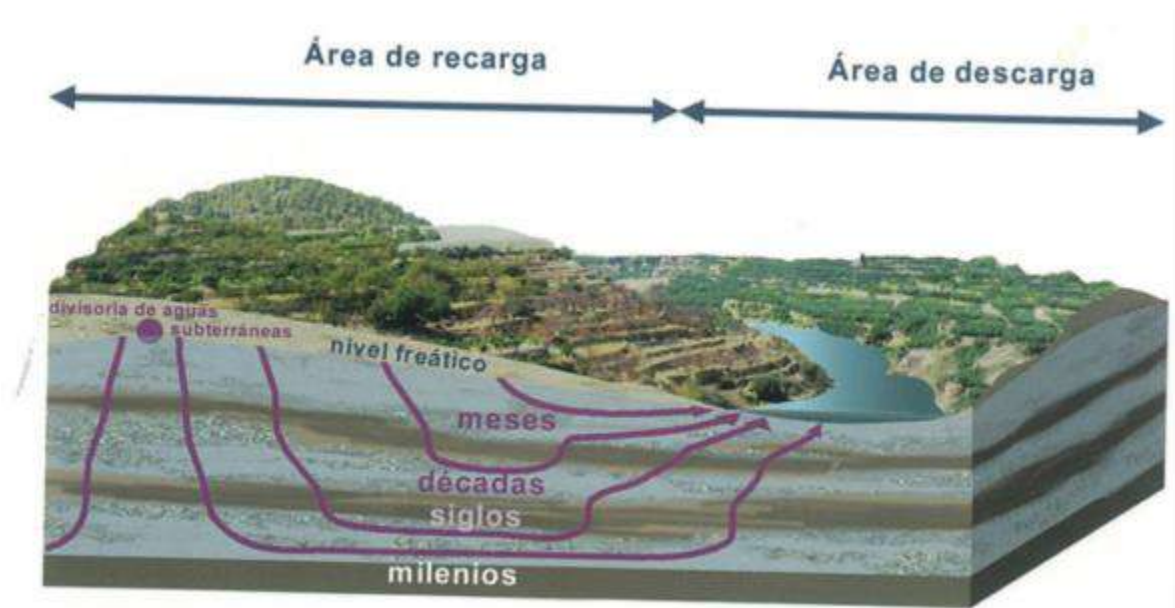 Área de recarga
Área de descarga
divisoria de aguas
subterráneas
nivel freático
meses
décadas
siglos
milenios